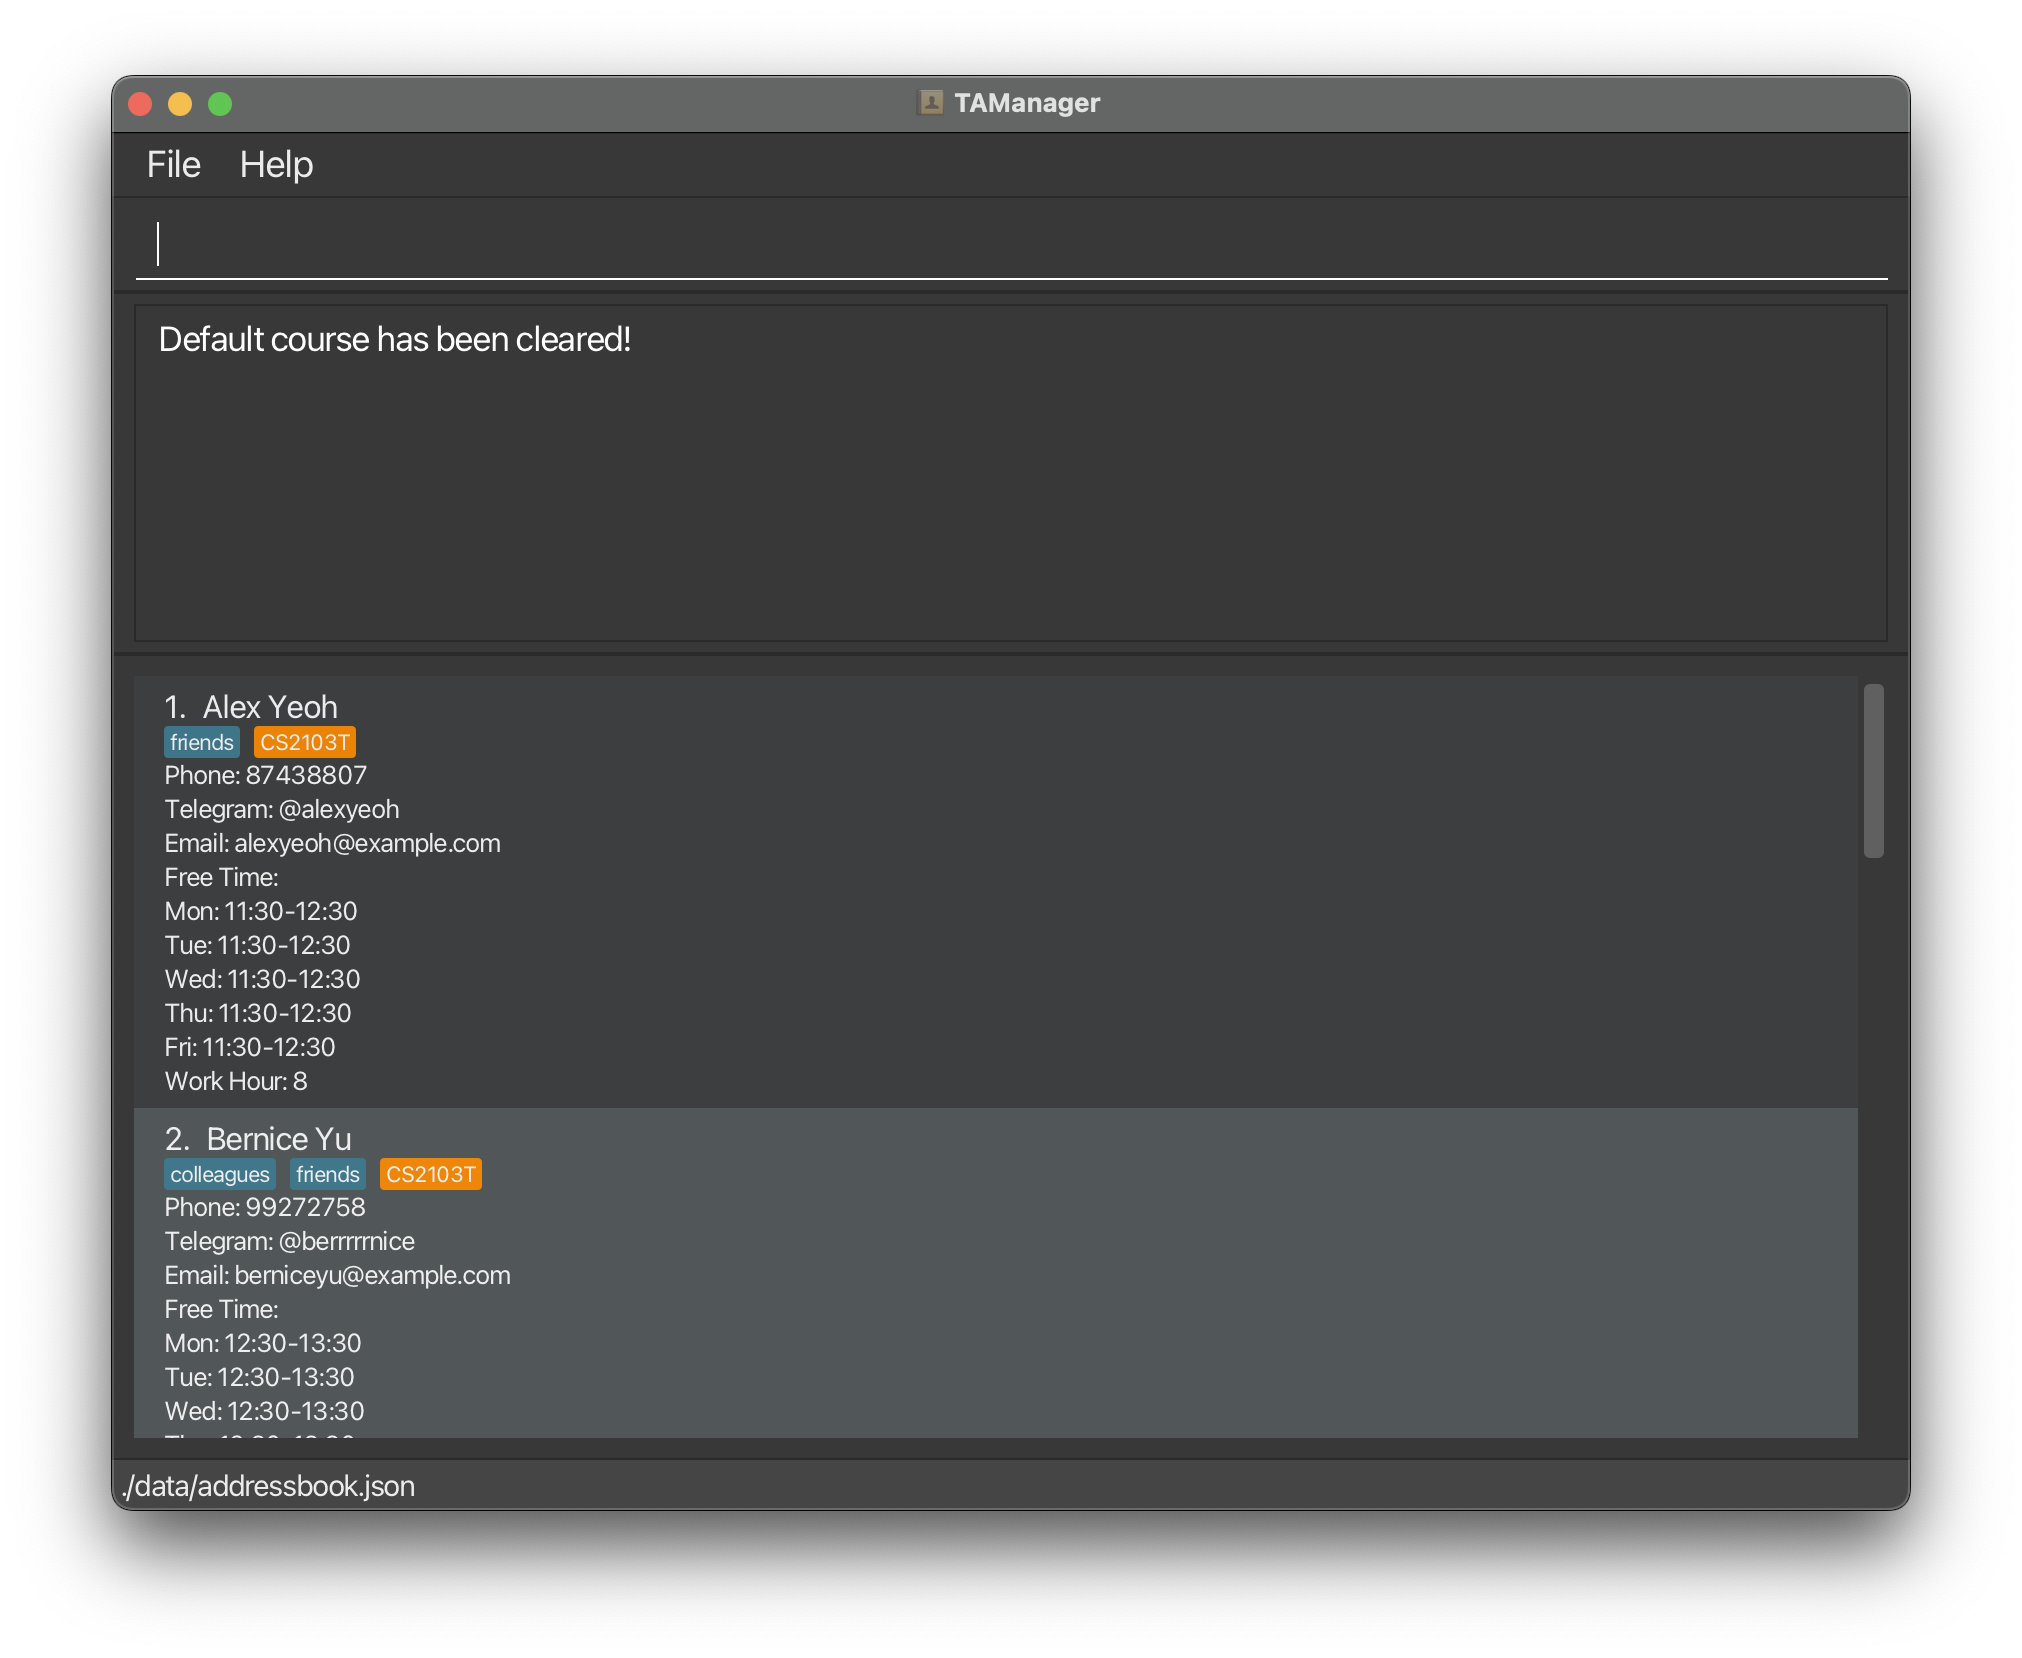 TAManager
File Help
Default course has been cleared!
1. Alex Yeoh
friends CS2103T
Phone: 87438807
Telegram: @alexyeoh
Email: alexyeoh@example.com
Free Time:
Mon: 11:30-12:30
Tue: 11:30-12:30
Wed: 11:30-12:30
Thu: 11:30-12:30
Fri: 11:30-12:30
Work Hour: 8
2. Bernice Yu
colleagues friends CS2103T
Phone: 99272758
Telegram: @berrrrrnice
Email: berniceyu@example.com
Free Time:
Mon: 12:30-13:30
Tue: 12:30-13:30
Wed: 12:30-13:30
./data/addressbook.json